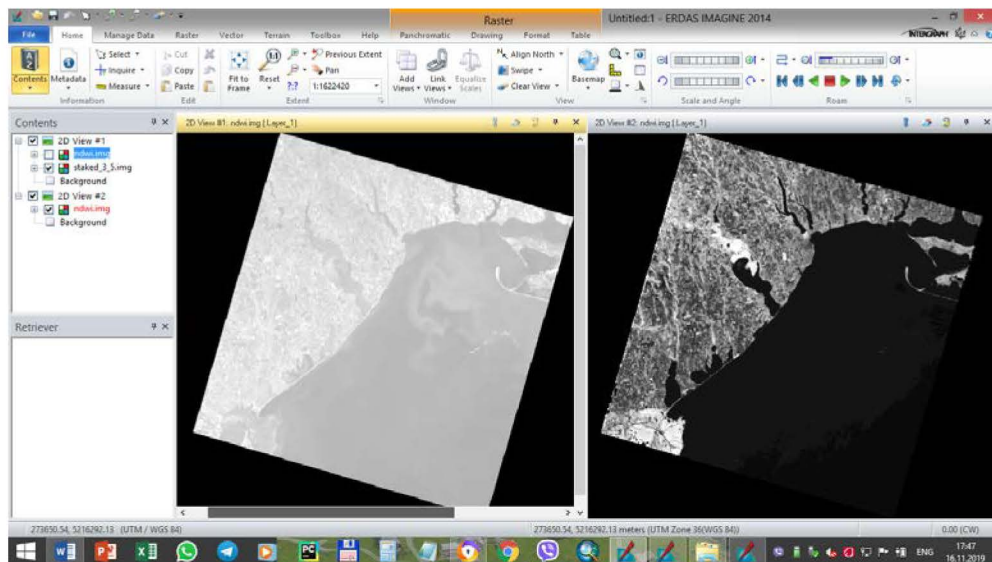 Raster
Untitled:1 - ERDAS IMAGINE 2014
File Home Manage Data Raster Vector Terrain Toolbox Help Panchromatic Drawing Format Table
INTERGRAPH
Contents Metadata Select Inquire Measure
Information
Cut Copy Paste
Edit
Fit to Frame Reset 1:1 Previous Extent Pan 1:1622420
Extent
Add Views Link Views Equalize Scales
Window
Align North Swipe Clear View Basemap
View
Scale and Angle
Roam
Contents
2D View #1
ndwi.img
staked_3_5.img
Background
2D View #2
ndwi.img
Background
Retriever
2D View #1: ndwi.img (Layer_1)
2D View #2: ndwi.img (Layer_1)
273650.54, 5216292.13 (UTM / WGS 84)
273650.54, 5216292.13 meters (UTM Zone 36(WGS 84))
0.00 (CW)
ENG
17:47
16.11.2019